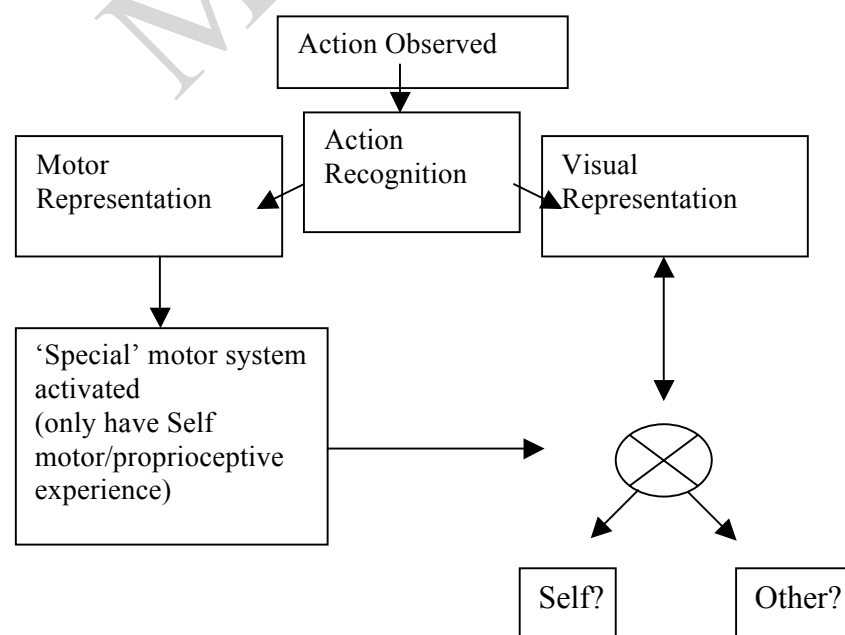 Action Observed
Action
Recognition
Motor
Representation
Visual
Representation
‘Special’ motor system
activated
(only have Self
motor/proprioceptive
experience)
Self?
Other?